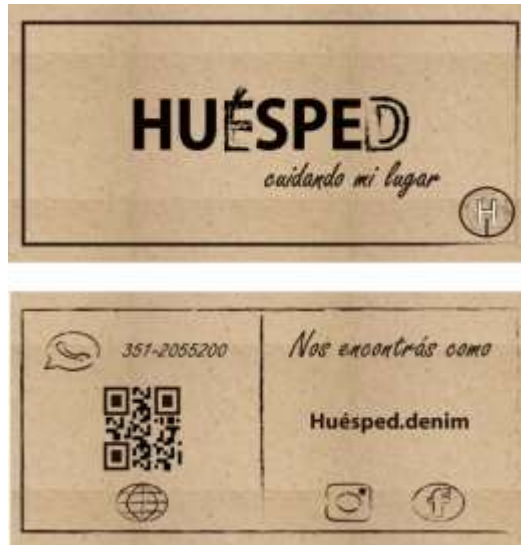 HUÉSPED
cuidando mi lugar
H
351-2055200
Nos encontrás como
Huésped.denim